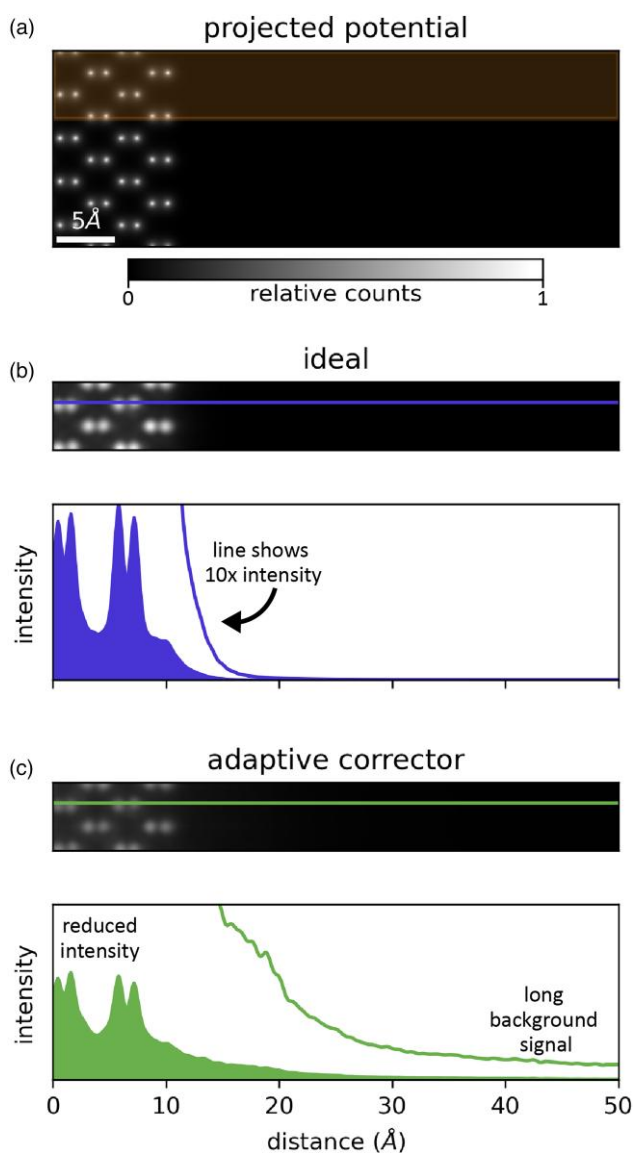 (a)
projected potential
5Å
0
1
relative counts
(b)
ideal
intensity
line shows
10x intensity
(c)
adaptive corrector
intensity
reduced
intensity
long
background
signal
0 10 20 30 40 50
distance (Å)